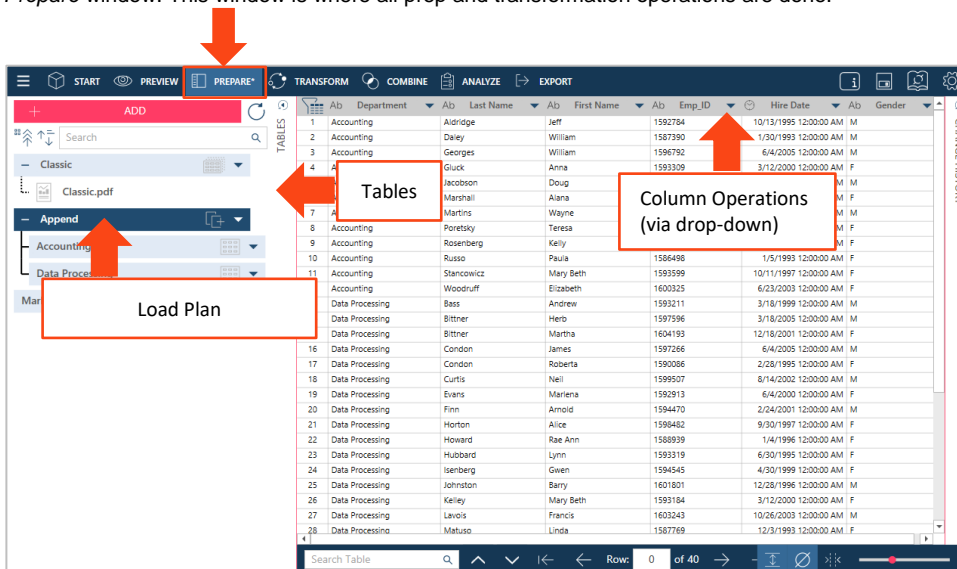 Prepare window. This window is where all prep and transformation operations are done.
START PREVIEW PREPARE* TRANSFORM COMBINE ANALYZE EXPORT
+ ADD
TABLES
Search
– Classic
Classic.pdf
– Append
Accounting
Data Processing
Mar
Tables
Load Plan
Column Operations
(via drop-down)
Ab Department Ab Last Name Ab First Name Ab Emp_ID Hire Date Ab Gender
1 Accounting Aldridge Jeff 1592784 10/13/1995 12:00:00 AM M
2 Accounting Daley William 1587390 1/30/1993 12:00:00 AM M
3 Accounting Georges William 1596792 6/4/2005 12:00:00 AM M
4 A Gluck Anna 1593309 3/12/2000 12:00:00 AM F
Jacobson Doug M M
Marshall Alana M F
7 A Martins Wayne M M
8 Accounting Poretsky Teresa M F
9 Accounting Rosenberg Kelly M F
10 Accounting Russo Paula 1586498 1/5/1993 12:00:00 AM F
11 Accounting Stancowicz Mary Beth 1593599 10/11/1997 12:00:00 AM F
Accounting Woodruff Elizabeth 1600325 6/23/2003 12:00:00 AM F
Data Processing Bass Andrew 1593211 3/18/1999 12:00:00 AM M
Data Processing Bittner Herb 1597596 3/18/2005 12:00:00 AM M
Data Processing Bittner Martha 1604193 12/18/2001 12:00:00 AM F
16 Data Processing Condon James 1597266 6/4/2005 12:00:00 AM M
17 Data Processing Condon Roberta 1590086 2/28/1995 12:00:00 AM F
18 Data Processing Curtis Neil 1599507 8/14/2002 12:00:00 AM M
19 Data Processing Evans Marlena 1592913 6/4/2000 12:00:00 AM F
20 Data Processing Finn Arnold 1594470 2/24/2001 12:00:00 AM M
21 Data Processing Horton Alice 1598482 9/30/1997 12:00:00 AM F
22 Data Processing Howard Rae Ann 1588939 1/4/1996 12:00:00 AM F
23 Data Processing Hubbard Lynn 1593319 6/30/1995 12:00:00 AM F
24 Data Processing Isenberg Gwen 1594545 4/30/1999 12:00:00 AM F
25 Data Processing Johnston Barry 1601801 12/28/1996 12:00:00 AM M
26 Data Processing Kelley Mary Beth 1593184 3/12/2000 12:00:00 AM F
27 Data Processing Lavois Francis 1603243 10/26/2003 12:00:00 AM M
28 Data Processing Matuso Linda 1587769 12/3/1993 12:00:00 AM F
Search Table Row: 0 of 40